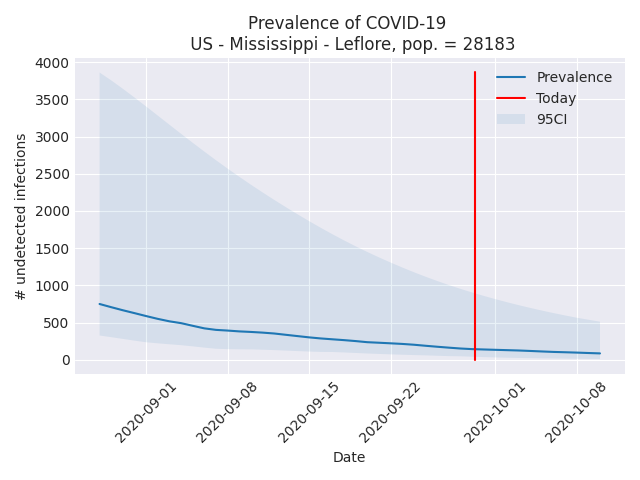 Prevalence of COVID-19
US - Mississippi - Leflore, pop. = 28183
4000
3500
3000
2500
2000
1500
1000
500
0
# undetected infections
Prevalence
Today
95CI
2020-09-01
2020-09-08
2020-09-15
2020-09-22
2020-10-01
2020-10-08
Date